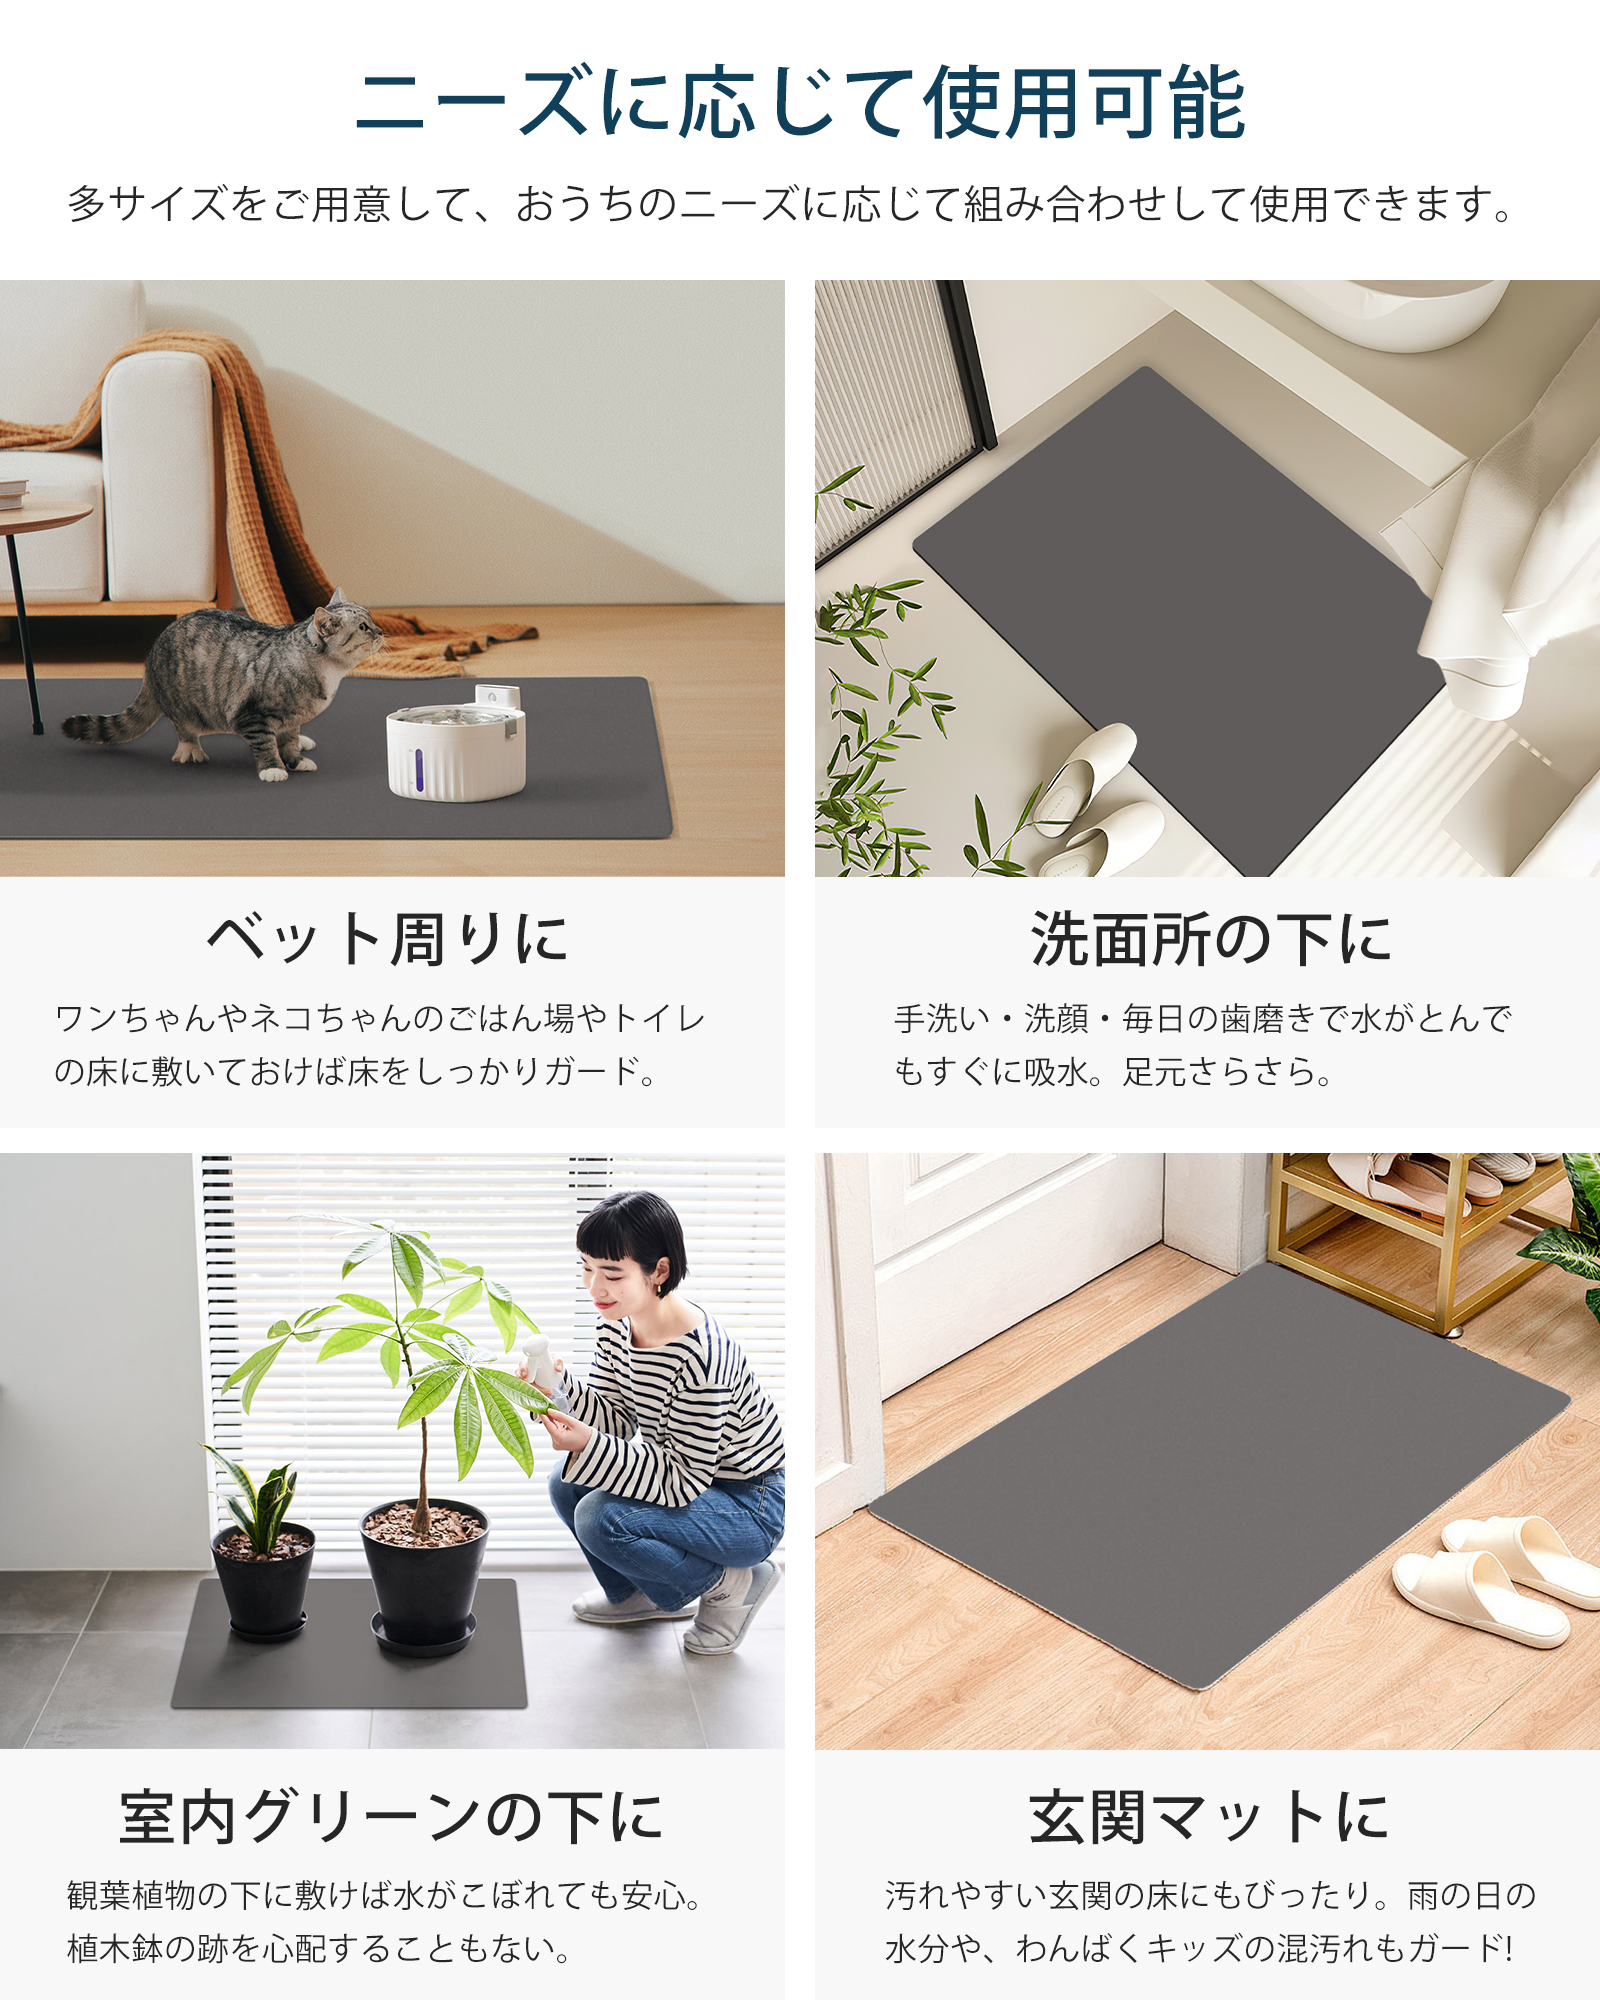 ニーズに応じて使用可能
多サイズをご用意して、おうちのニーズに応じて組み合わせして使用できます。
ベット周りに
ワンちゃんやネコちゃんのごはん場やトイレ
の床に敷いておけば床をしっかりガード。
洗面所の下に
手洗い・洗顔・毎日の歯磨きで水がとんで
もすぐに吸水。足元さらさら。
室内グリーンの下に
観葉植物の下に敷けば水がこぼれても安心。
植木鉢の跡を心配することもない。
玄関マットに
汚れやすい玄関の床にもびったり。雨の日の
水分や、わんぱくキッズの混汚れもガード!